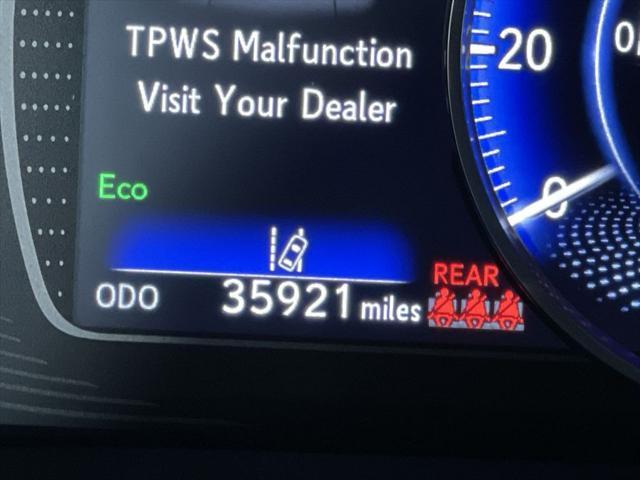 TPWS Malfunction
Visit Your Dealer
20
Eco
0
REAR
ODO 35921 miles